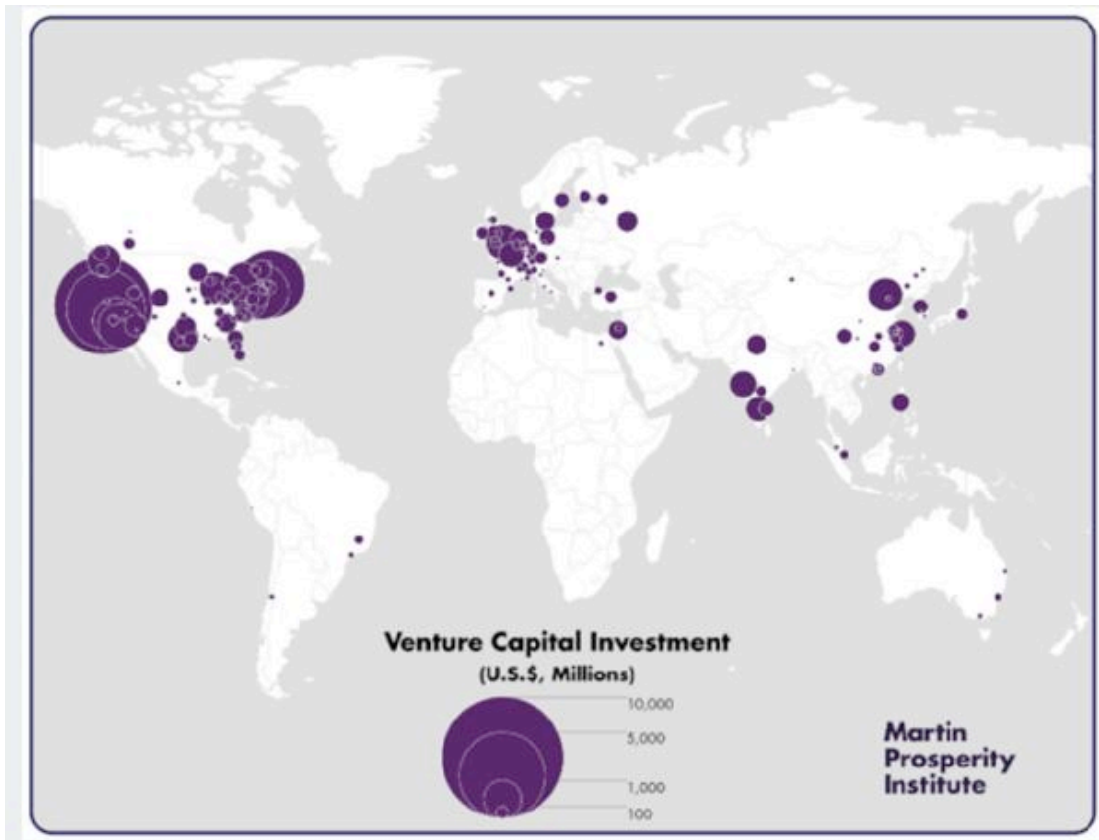 Venture Capital Investment
(U.S.$, Millions)
10,000
5,000
1,000
100
Martin
Prosperity
Institute